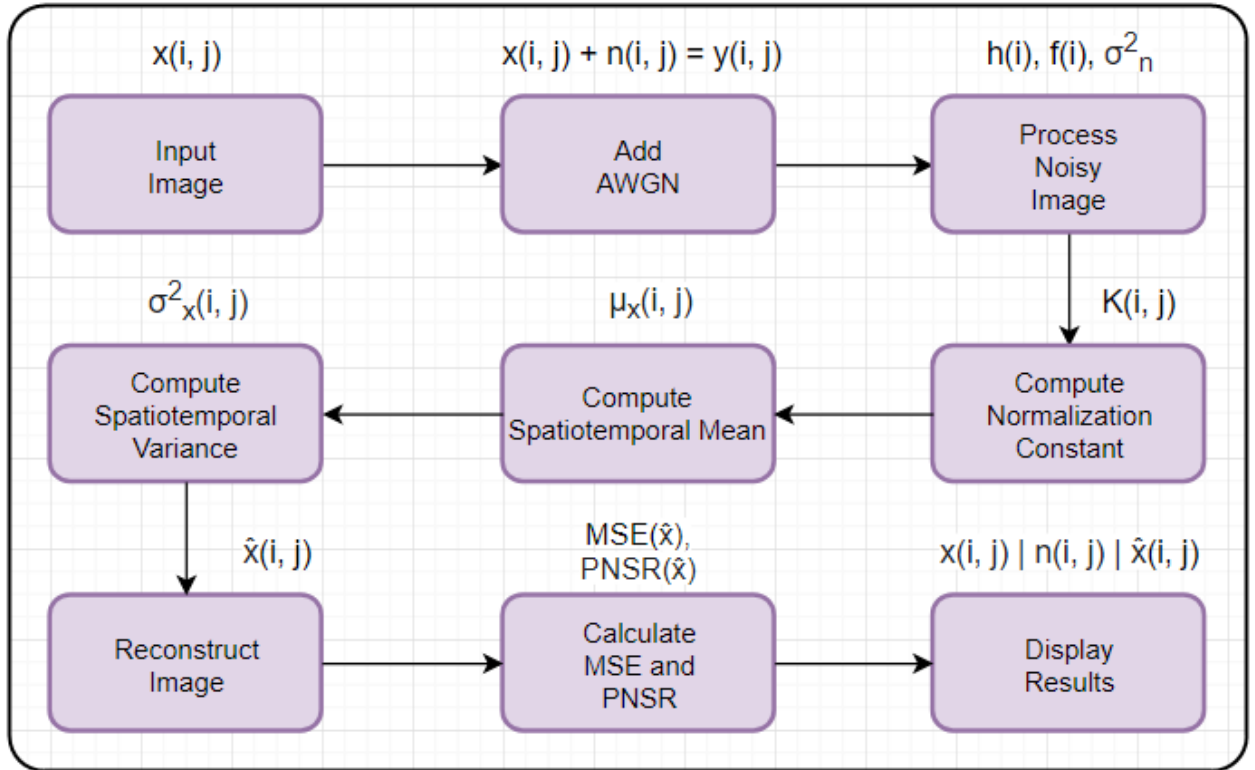 x(i, j)
x(i, j) + n(i, j) = y(i, j)
h(i), f(i), σ²ₙ
Input
Image
Add
AWGN
Process
Noisy
Image
K(i, j)
Compute
Normalization
Constant
μₓ(i, j)
Compute
Spatiotemporal Mean
σ²ₓ(i, j)
Compute
Spatiotemporal
Variance
x̂(i, j)
Reconstruct
Image
MSE(x̂),
PNSR(x̂)
Calculate
MSE and
PNSR
x(i, j) | n(i, j) | x̂(i, j)
Display
Results